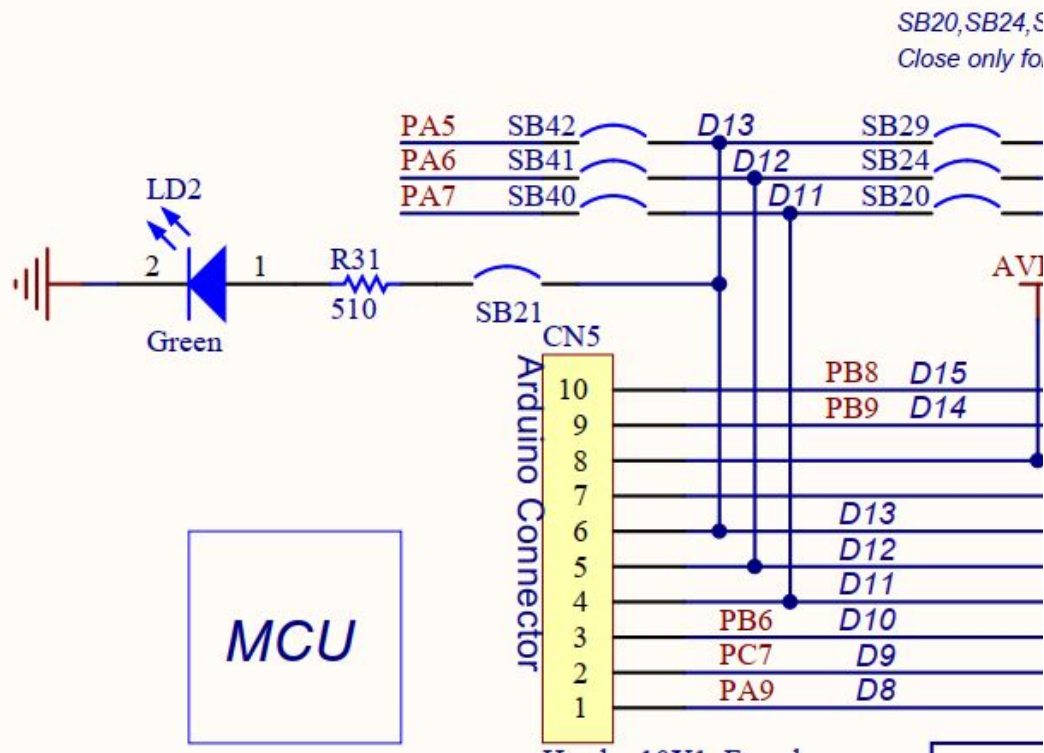 SB20,SB24,S
Close only for
PA5 SB42 D13 SB29
PA6 SB41 D12 SB24
PA7 SB40 D11 SB20
LD2
2 1 R31
510
SB21
Green
AVD
CN5
Arduino Connector
10 PB8 D15
9 PB9 D14
8
7
6 D13
5 D12
4 D11
3 PB6 D10
2 PC7 D9
1 PA9 D8
MCU